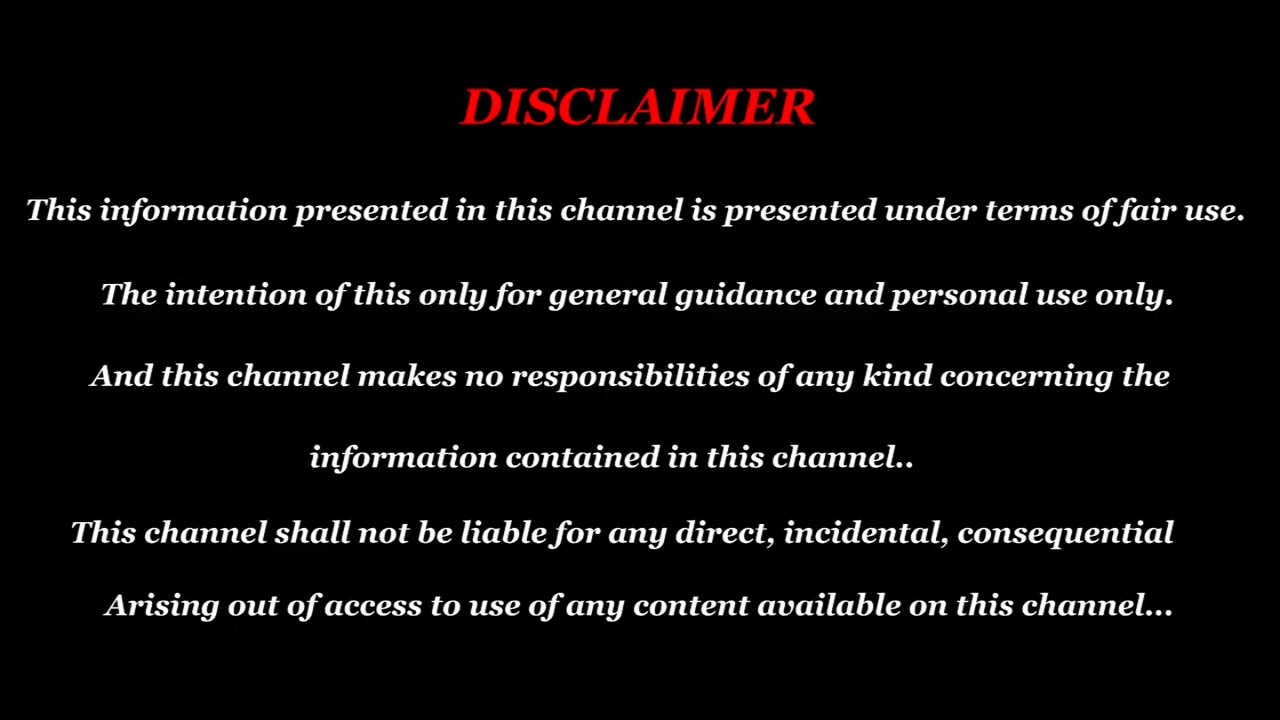 DISCLAIMER
This information presented in this channel is presented under terms of fair use.
The intention of this only for general guidance and personal use only.
And this channel makes no responsibilities of any kind concerning the
information contained in this channel..
This channel shall not be liable for any direct, incidental, consequential
Arising out of access to use of any content available on this channel...